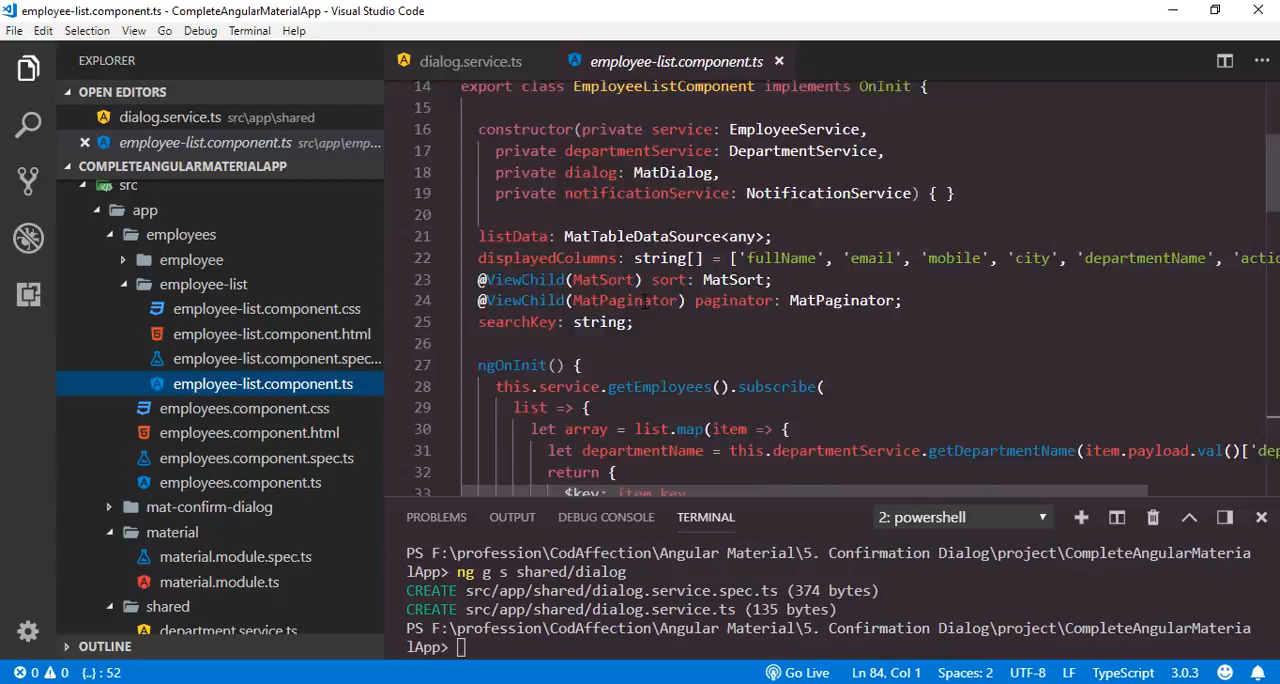 employee-list.component.ts - CompleteAngularMaterialApp - Visual Studio Code
File Edit Selection View Go Debug Terminal Help
EXPLORER
OPEN EDITORS
dialog.service.ts src\app\shared
employee-list.component.ts src\app\emp...
COMPLETEANGULARMATERIALAPP
src
app
employees
employee
employee-list
employee-list.component.css
employee-list.component.html
employee-list.component.spec...
employee-list.component.ts
employees.component.css
employees.component.html
employees.component.spec.ts
employees.component.ts
mat-confirm-dialog
material
material.module.spec.ts
material.module.ts
shared
department.service.ts
OUTLINE
dialog.service.ts employee-list.component.ts
14 export class EmployeeListComponent implements OnInit {
15
16 constructor(private service: EmployeeService,
17 private departmentService: DepartmentService,
18 private dialog: MatDialog,
19 private notificationService: NotificationService) { }
20
21 listData: MatTableDataSource<any>;
22 displayedColumns: string[] = ['fullName', 'email', 'mobile', 'city', 'departmentName', 'actio
23 @ViewChild(MatSort) sort: MatSort;
24 @ViewChild(MatPaginator) paginator: MatPaginator;
25 searchKey: string;
26
27 ngOnInit() {
28 this.service.getEmployees().subscribe(
29 list => {
30 let array = list.map(item => {
31 let departmentName = this.departmentService.getDepartmentName(item.payload.val()['dep
32 return {
33 $key: item.key
PROBLEMS OUTPUT DEBUG CONSOLE TERMINAL 2: powershell
PS F:\profession\CodAffection\Angular Material\5. Confirmation Dialog\project\CompleteAngularMateria
lApp> ng g s shared/dialog
CREATE src/app/shared/dialog.service.spec.ts (374 bytes)
CREATE src/app/shared/dialog.service.ts (135 bytes)
PS F:\profession\CodAffection\Angular Material\5. Confirmation Dialog\project\CompleteAngularMateria
lApp>
0 0 {..} : 52 Go Live Ln 84, Col 1 Spaces: 2 UTF-8 LF TypeScript 3.0.3